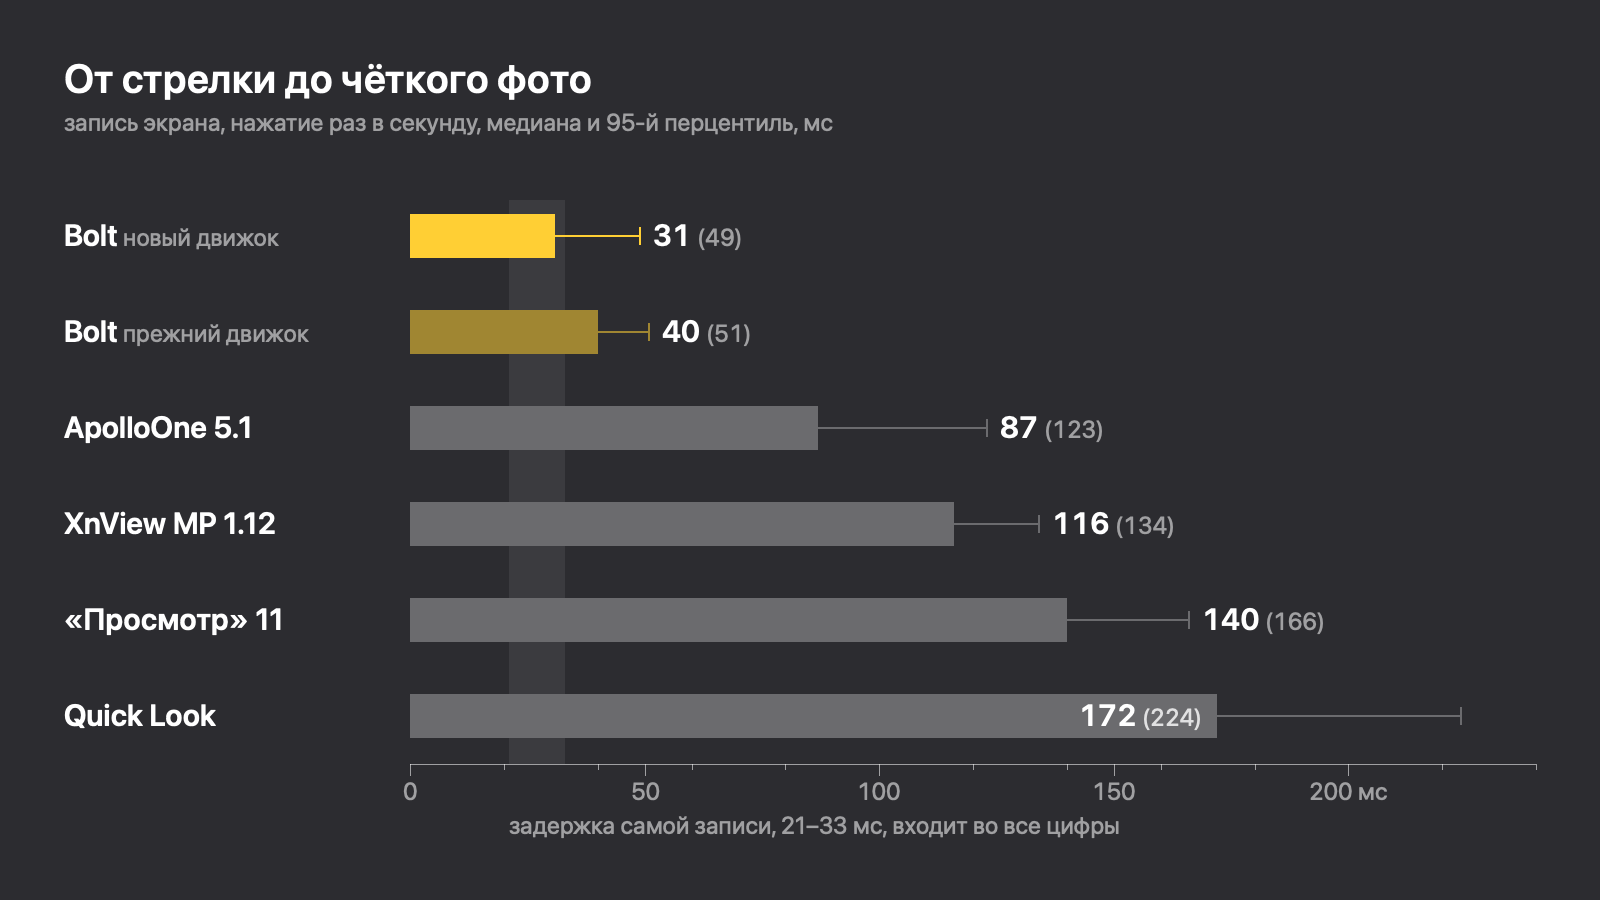 От стрелки до чёткого фото
запись экрана, нажатие раз в секунду, медиана и 95-й перцентиль, мс
Bolt новый движок 31 (49)
Bolt прежний движок 40 (51)
ApolloOne 5.1 87 (123)
XnView MP 1.12 116 (134)
«Просмотр» 11 140 (166)
Quick Look 172 (224)
0 50 100 150 200 мс
задержка самой записи, 21–33 мс, входит во все цифры